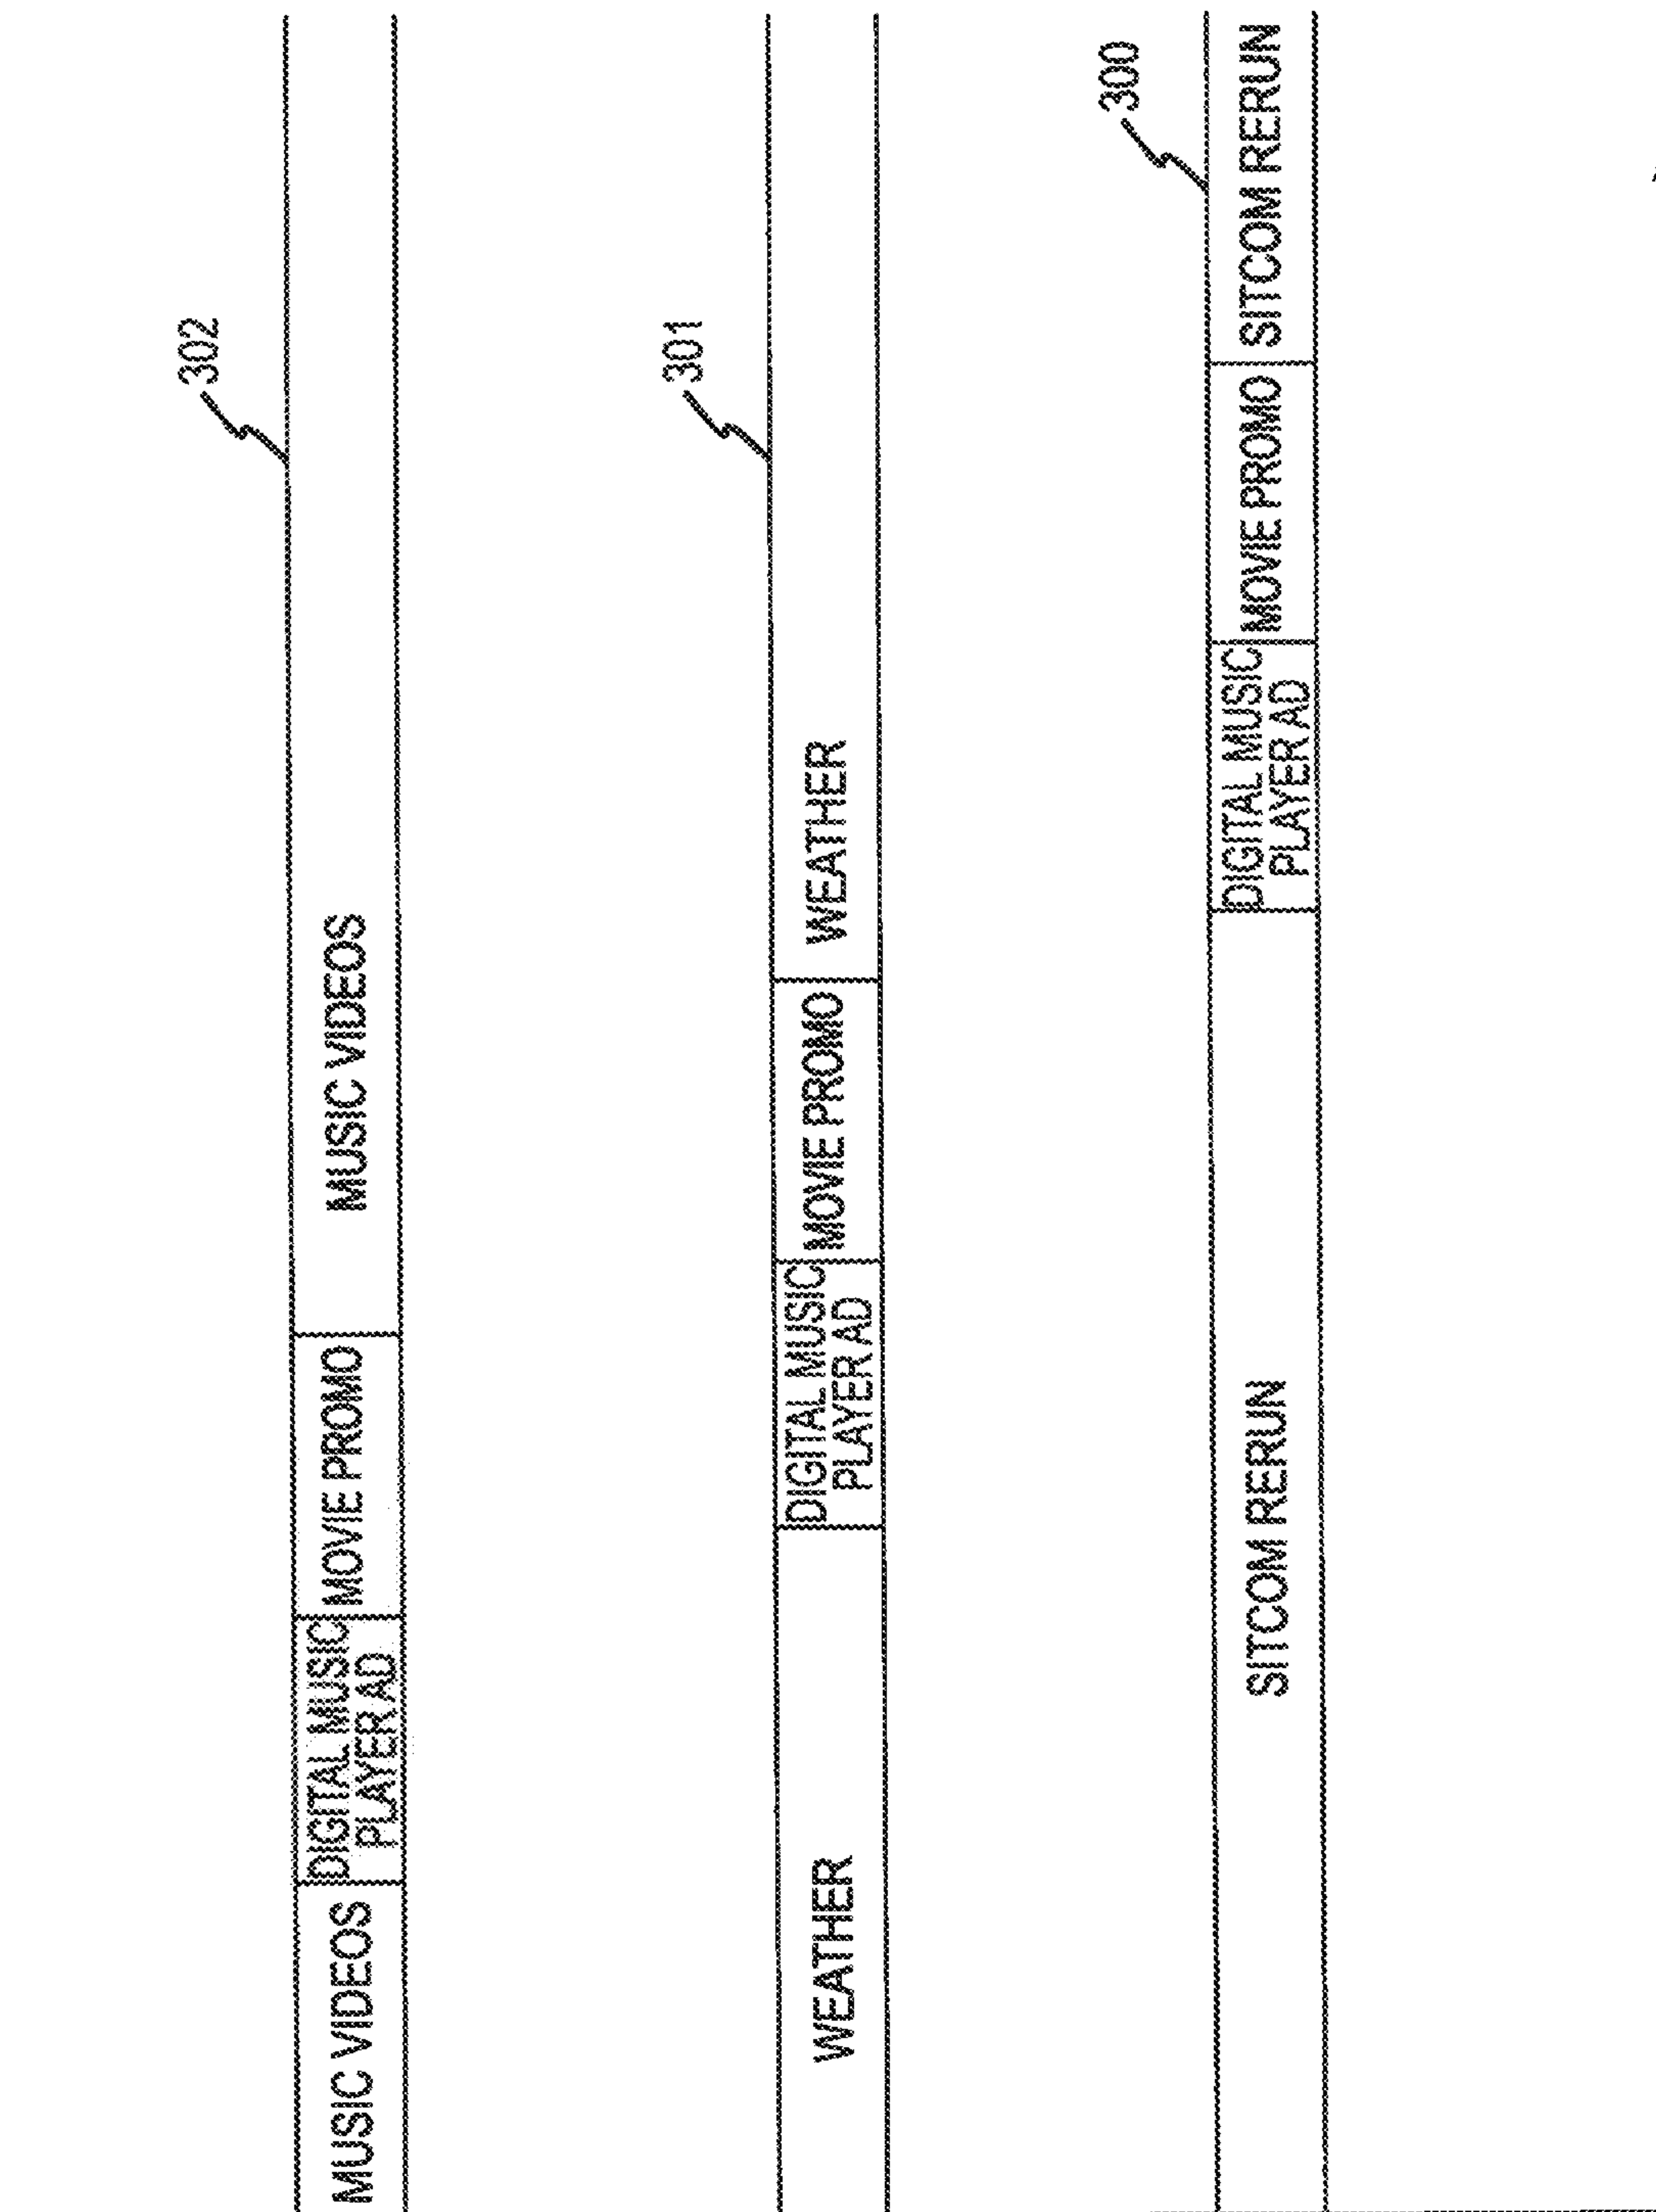 302
MUSIC VIDEOS
DIGITAL MUSIC
PLAYER AD
MOVIE PROMO
MUSIC VIDEOS
301
WEATHER
DIGITAL MUSIC
PLAYER AD
MOVIE PROMO
WEATHER
300
SITCOM RERUN
DIGITAL MUSIC
PLAYER AD
MOVIE PROMO
SITCOM RERUN